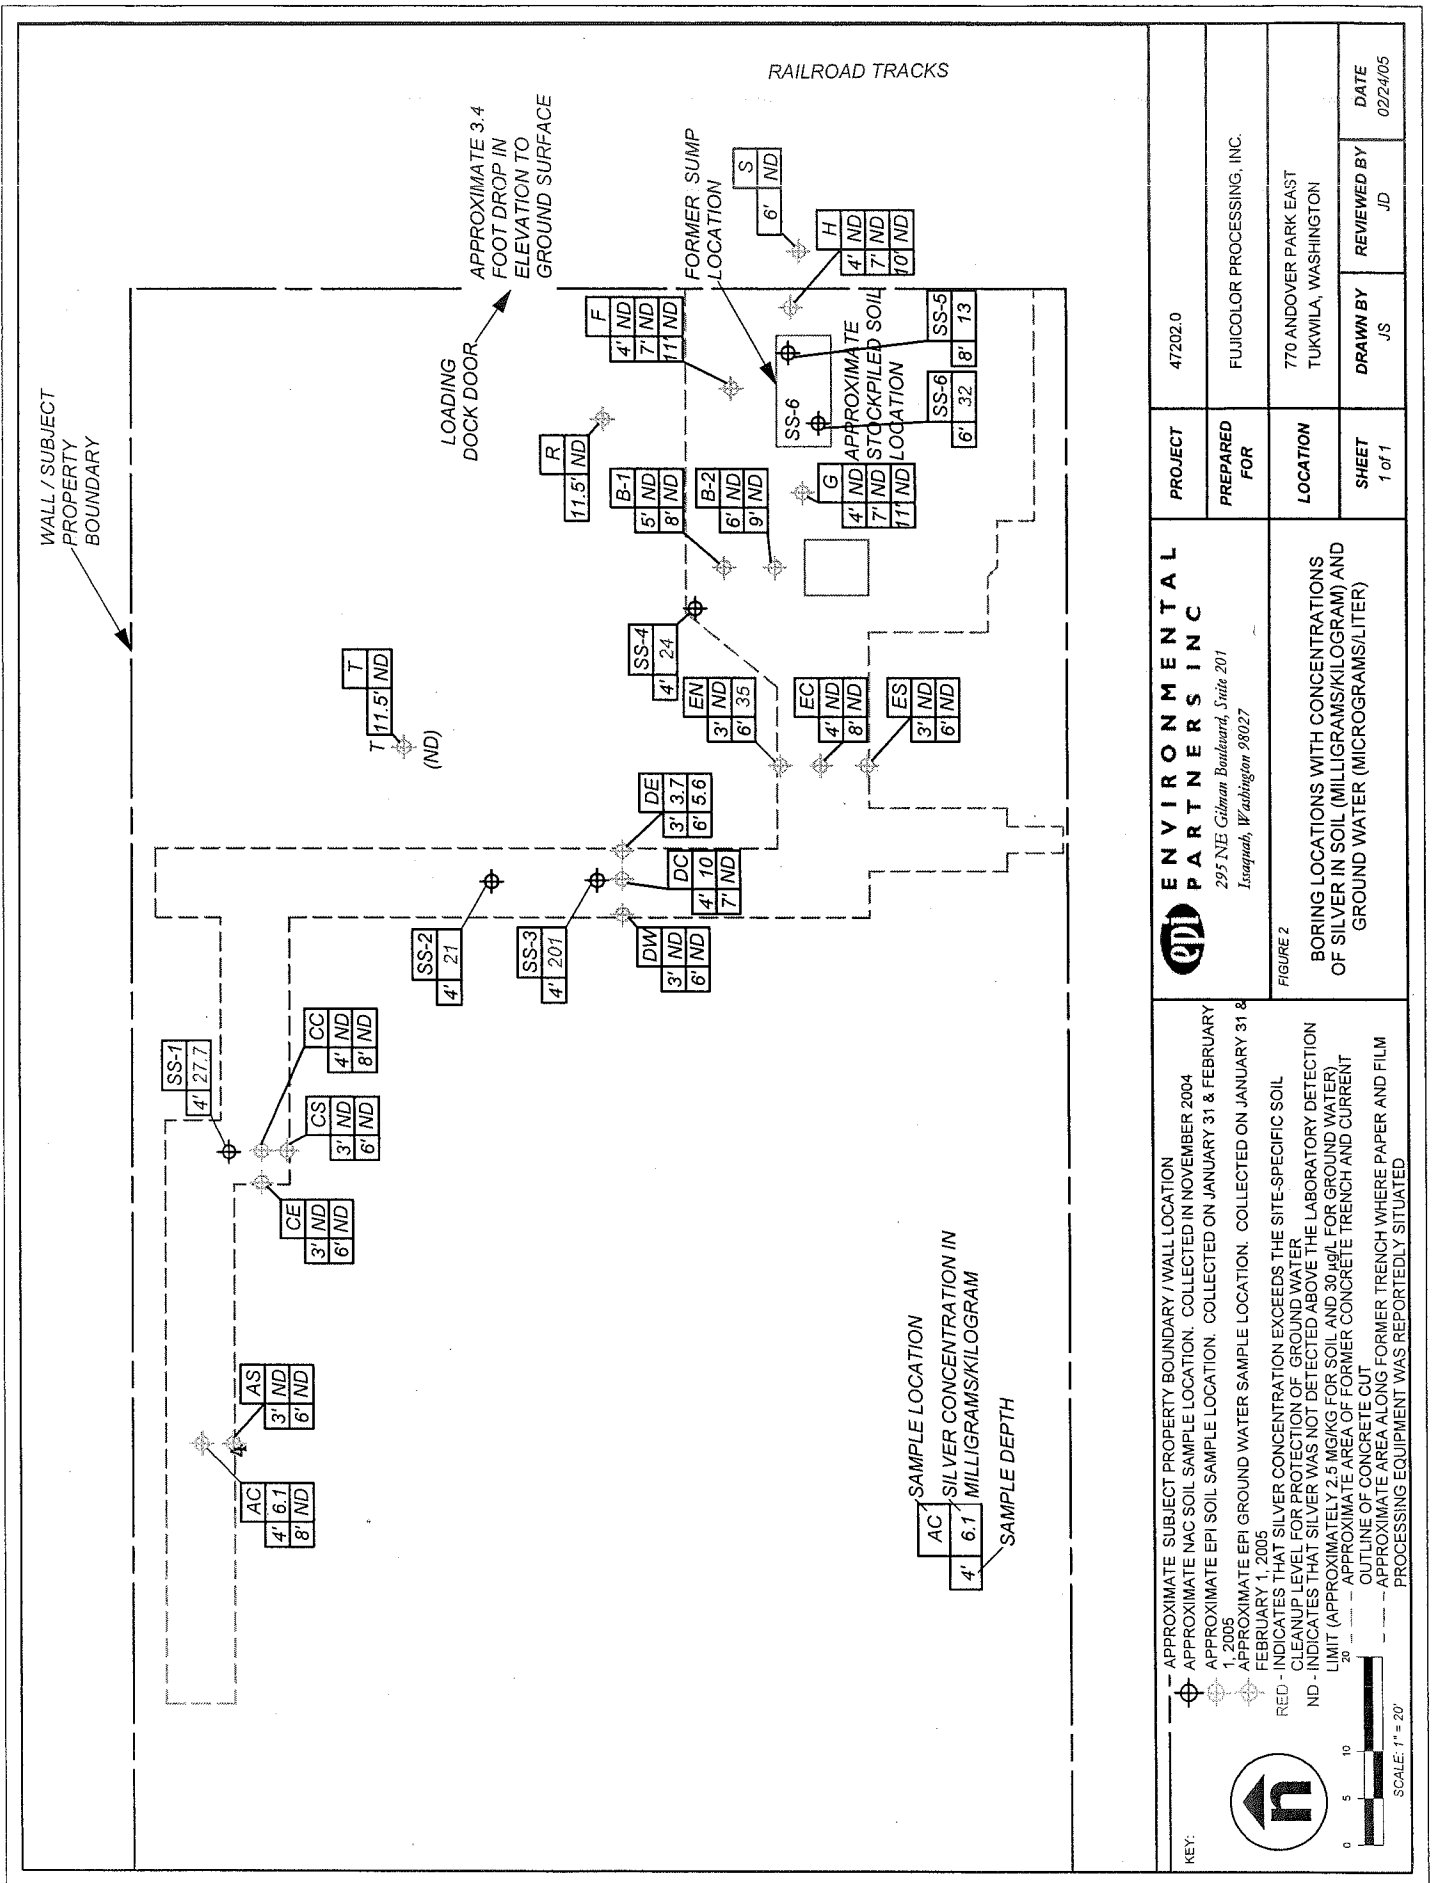 WALL / SUBJECT
PROPERTY
BOUNDARY
RAILROAD TRACKS
LOADING
DOCK DOOR
APPROXIMATE 3.4
FOOT DROP IN
ELEVATION TO
GROUND SURFACE
FORMER SUMP
LOCATION
APPROXIMATE
STOCKPILED SOIL
LOCATION
SS-6
T
(ND)
4
AC
4' 6.1
8' ND
AS
3' ND
6' ND
CE
3' ND
6' ND
CS
3' ND
6' ND
CC
4' ND
8' ND
SS-1
4' 27.7
SS-2
4' 21
SS-3
4' 201
DW
3' ND
6' ND
DC
4' 10
7' ND
DE
3' 3.7
6' 5.6
T
11.5' ND
SS-4
4' 24
EN
3' ND
6' 35
EC
4' ND
8' ND
ES
3' ND
6' ND
R
11.5' ND
B-1
5' ND
8' ND
B-2
6' ND
9' ND
G
4' ND
7' ND
11' ND
F
4' ND
7' ND
11' ND
SS-6
6' 32
SS-5
8' 13
H
4' ND
7' ND
10' ND
S
6' ND
AC
4' 6.1
SAMPLE LOCATION
SILVER CONCENTRATION IN
MILLIGRAMS/KILOGRAM
SAMPLE DEPTH
KEY:
APPROXIMATE SUBJECT PROPERTY BOUNDARY / WALL LOCATION
APPROXIMATE NAC SOIL SAMPLE LOCATION. COLLECTED IN NOVEMBER 2004
APPROXIMATE EPI SOIL SAMPLE LOCATION. COLLECTED ON JANUARY 31 & FEBRUARY
1, 2005
APPROXIMATE EPI GROUND WATER SAMPLE LOCATION. COLLECTED ON JANUARY 31 &
FEBRUARY 1, 2005
RED - INDICATES THAT SILVER CONCENTRATION EXCEEDS THE SITE-SPECIFIC SOIL
CLEANUP LEVEL FOR PROTECTION OF GROUND WATER
ND - INDICATES THAT SILVER WAS NOT DETECTED ABOVE THE LABORATORY DETECTION
LIMIT (APPROXIMATELY 2.5 MG/KG FOR SOIL AND 30 µg/L FOR GROUND WATER)
APPROXIMATE AREA OF FORMER CONCRETE TRENCH AND CURRENT
OUTLINE OF CONCRETE CUT
APPROXIMATE AREA ALONG FORMER TRENCH WHERE PAPER AND FILM
PROCESSING EQUIPMENT WAS REPORTEDLY SITUATED
n
0 5 10 20
SCALE: 1" = 20'
epi
ENVIRONMENTAL
PARTNERS INC
295 NE Gilman Boulevard, Suite 201
Issaquah, Washington 98027
FIGURE 2
BORING LOCATIONS WITH CONCENTRATIONS
OF SILVER IN SOIL (MILLIGRAMS/KILOGRAM) AND
GROUND WATER (MICROGRAMS/LITER)
PROJECT
47202.0
PREPARED
FOR
FUJICOLOR PROCESSING, INC.
LOCATION
770 ANDOVER PARK EAST
TUKWILA, WASHINGTON
SHEET
1 of 1
DRAWN BY
JS
REVIEWED BY
JD
DATE
02/24/05